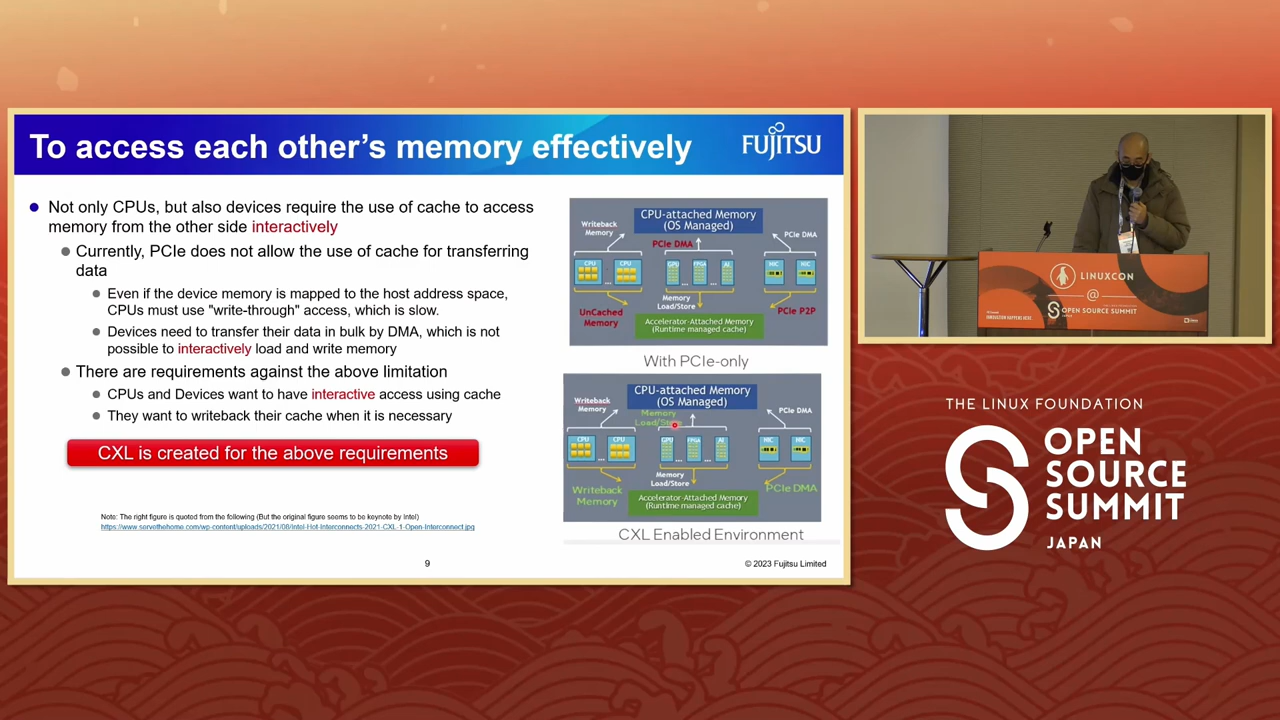 To access each other's memory effectively
FUJITSU
Not only CPUs, but also devices require the use of cache to access
memory from the other side interactively
Currently, PCIe does not allow the use of cache for transferring
data
Even if the device memory is mapped to the host address space,
CPUs must use "write-through" access, which is slow.
Devices need to transfer their data in bulk by DMA, which is not
possible to interactively load and write memory
There are requirements against the above limitation
CPUs and Devices want to have interactive access using cache
They want to writeback their cache when it is necessary
CXL is created for the above requirements
Note: The right figure is quoted from the following (But the original figure seems to be keynote by Intel)
https://www.servethehome.com/wp-content/uploads/2021/08/Intel-Hot-Interconnects-2021-CXL-1-Open-Interconnect.jpg
CPU-attached Memory
(OS Managed)
Writeback
Memory
PCIe DMA
PCIe DMA
CPU
CPU
GPU
FPGA
AI
NIC
NIC
UnCached
Memory
Memory
Load/Store
PCIe P2P
Accelerator-Attached Memory
(Runtime managed cache)
With PCIe-only
CPU-attached Memory
(OS Managed)
Writeback
Memory
Memory
Load/Store
PCIe DMA
CPU
CPU
GPU
FPGA
AI
NIC
NIC
Writeback
Memory
Memory
Load/Store
PCIe DMA
Accelerator-Attached Memory
(Runtime managed cache)
CXL Enabled Environment
9
© 2023 Fujitsu Limited
LINUXCON
@
OPEN SOURCE SUMMIT
INNOVATION HAPPENS HERE.
THE LINUX FOUNDATION
OPEN
SOURCE
SUMMIT
JAPAN